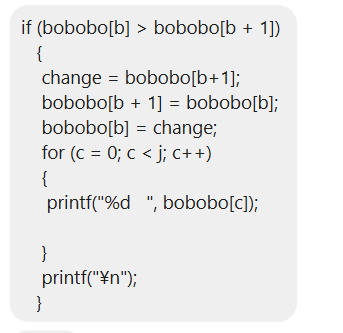 if (bobobo[b] > bobobo[b + 1])
{
change = bobobo[b+1];
bobobo[b + 1] = bobobo[b];
bobobo[b] = change;
for (c = 0; c < j; c++)
{
printf("%d   ", bobobo[c]);
}
printf("¥n");
}